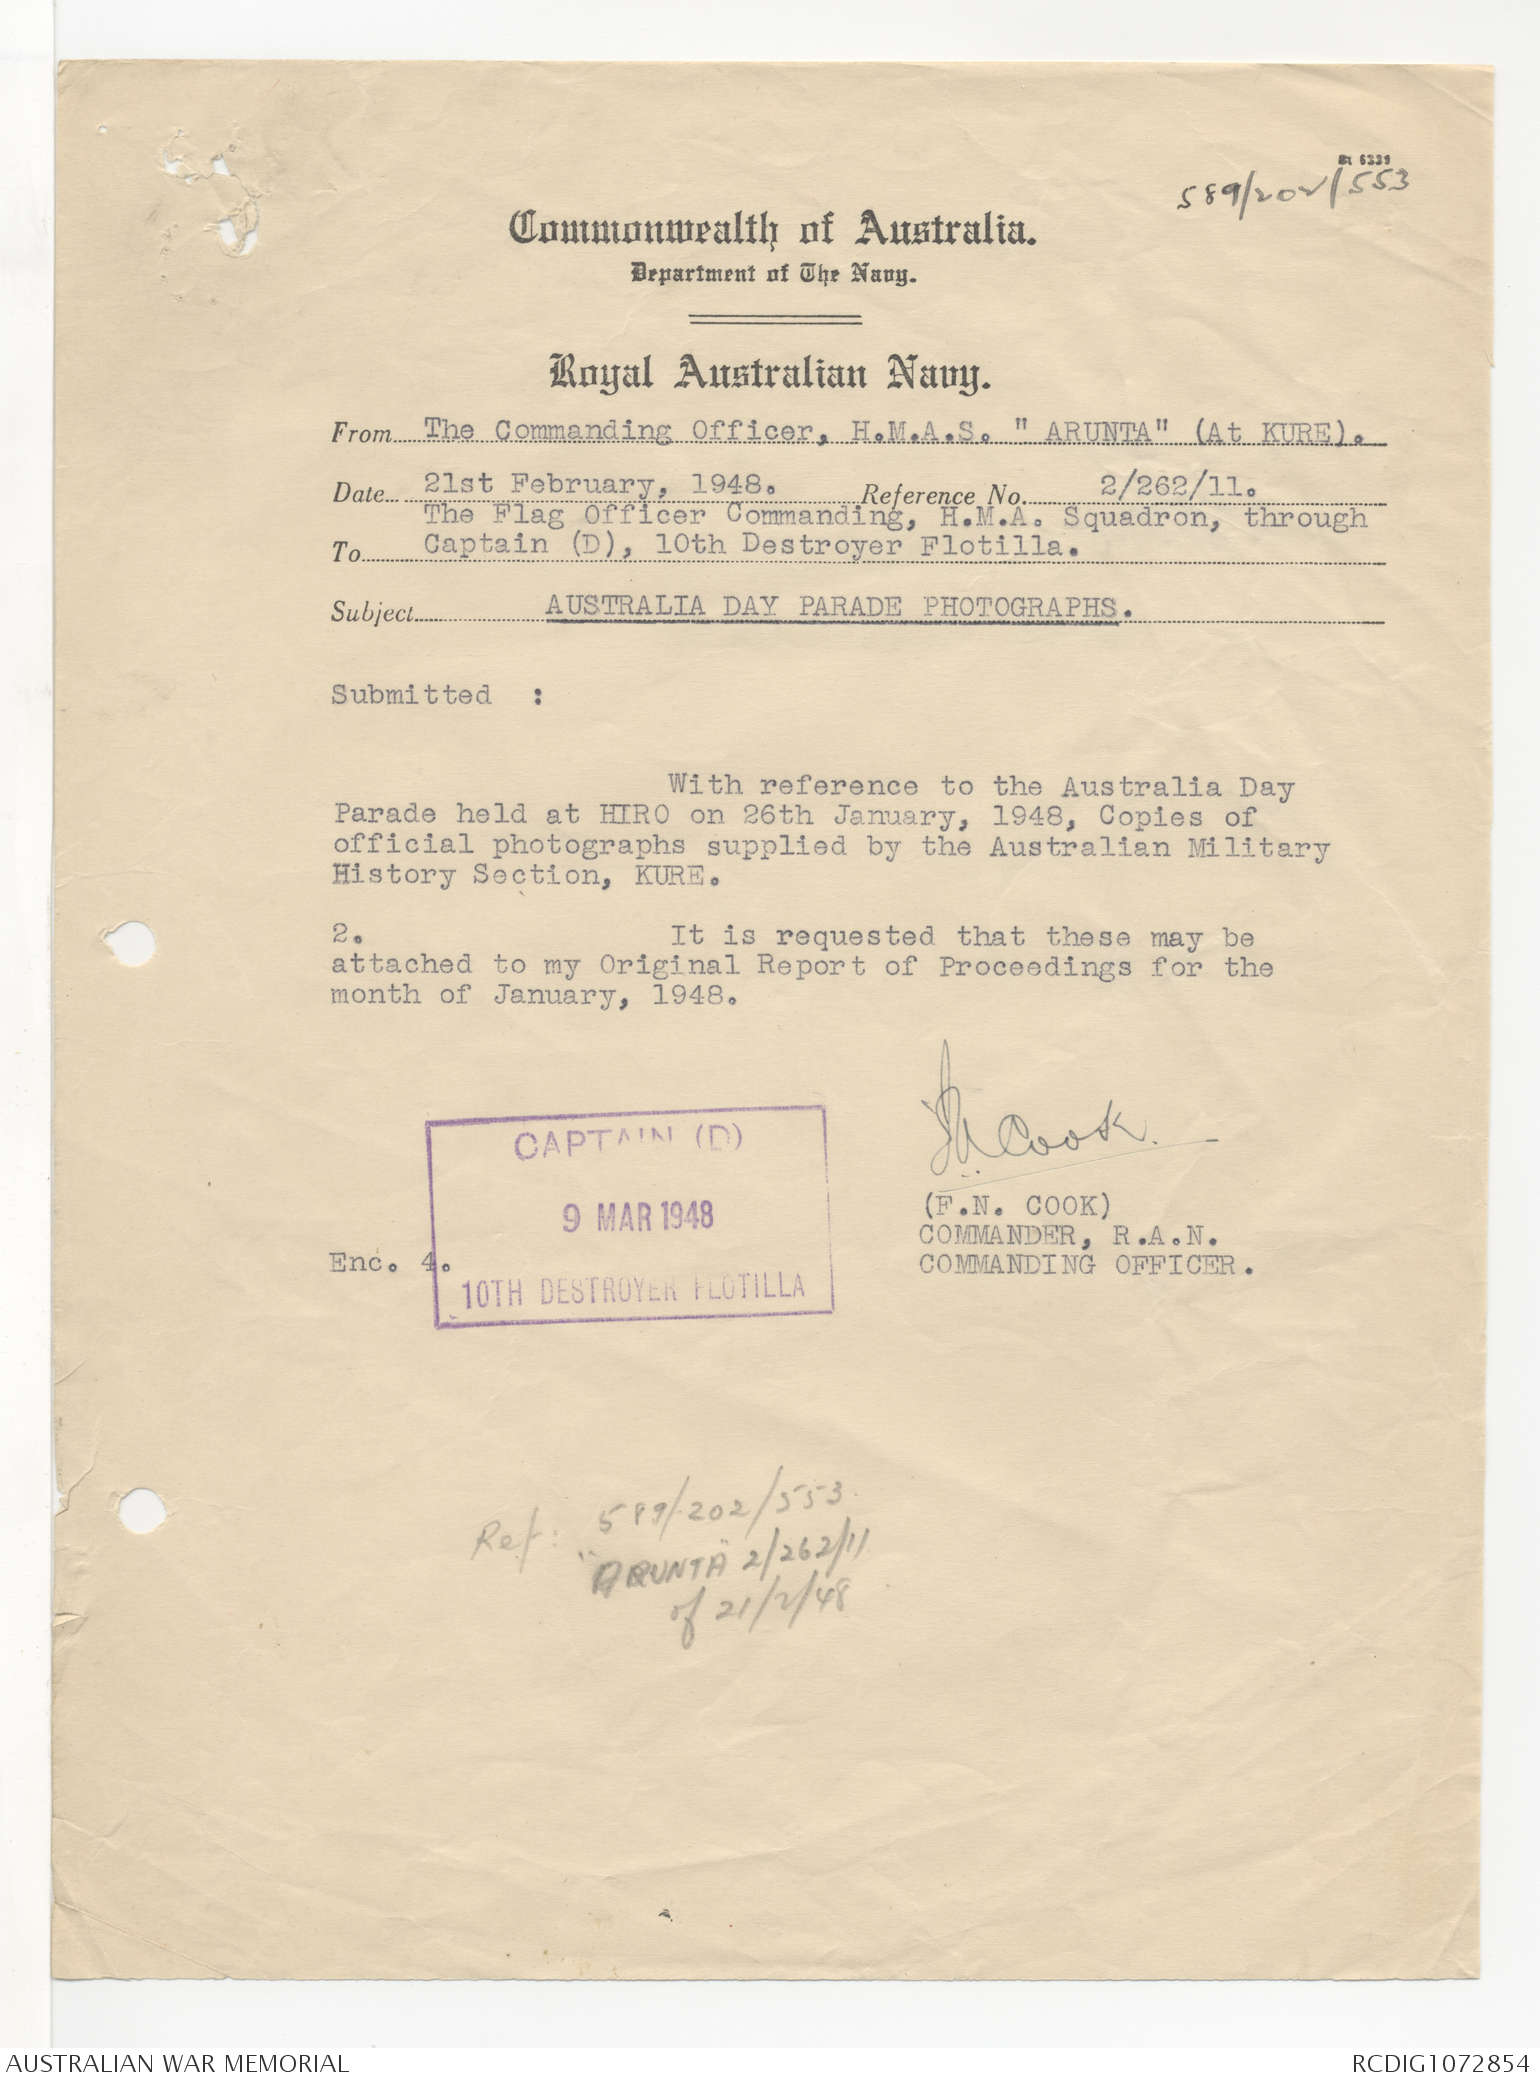 St 6339
589/202/553
Commonwealth of Australia.
Department of The Navy.
Royal Australian Navy.
From The Commanding Officer, H.M.A.S. " ARUNTA" (At KURE).
Date 21st February, 1948. Reference No. 2/262/11.
The Flag Officer Commanding, H.M.A. Squadron, through
To Captain (D), 10th Destroyer Flotilla.
Subject AUSTRALIA DAY PARADE PHOTOGRAPHS.
Submitted :
With reference to the Australia Day
Parade held at HIRO on 26th January, 1948, Copies of
official photographs supplied by the Australian Military
History Section, KURE.
2. It is requested that these may be
attached to my Original Report of Proceedings for the
month of January, 1948.
FN Cook.
(F.N. COOK)
COMMANDER, R.A.N.
COMMANDING OFFICER.
Enc. 4.
CAPTAIN (D)
9 MAR 1948
10TH DESTROYER FLOTILLA
Ref: 589/202/553.
"ARUNTA" 2/262/11
of 21/2/48
AUSTRALIAN WAR MEMORIAL
RCDIG1072854